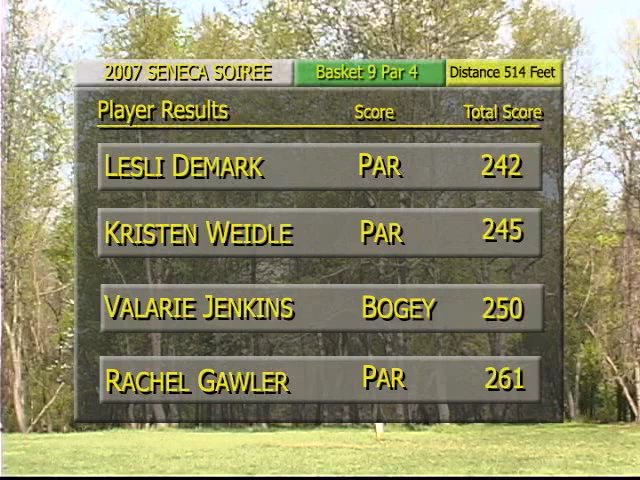 2007 SENECA SOIREE Basket 9 Par 4 Distance 514 Feet
Player Results Score Total Score
LESLI DEMARK PAR 242
KRISTEN WEIDLE PAR 245
VALARIE JENKINS BOGEY 250
RACHEL GAWLER PAR 261